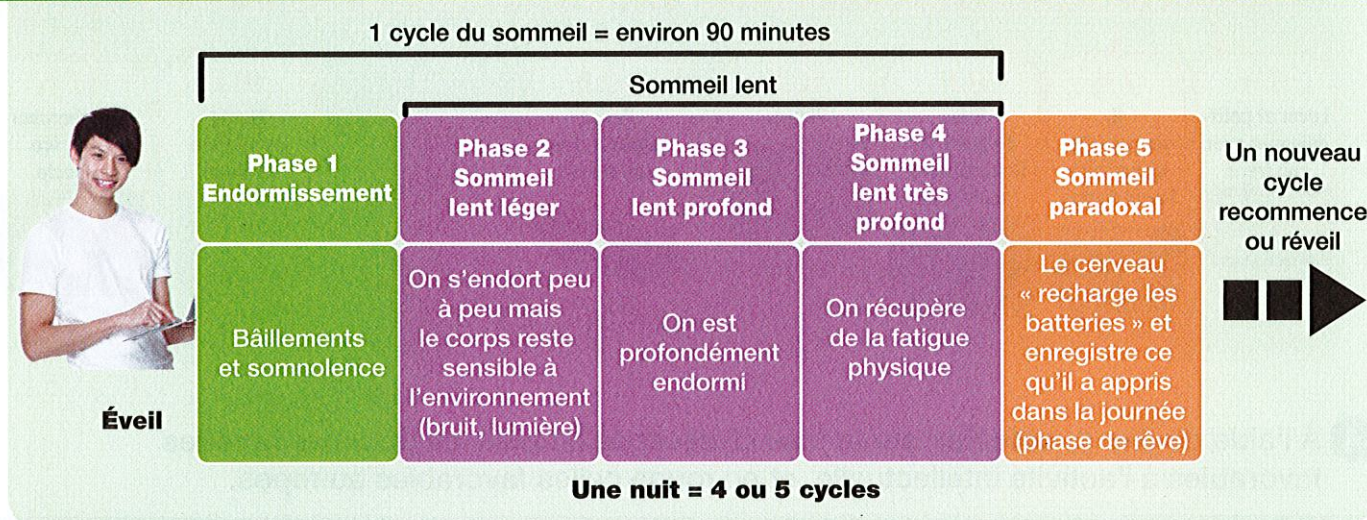 1 cycle du sommeil = environ 90 minutes
Sommeil lent
Phase 1
Endormissement
Phase 2
Sommeil
lent léger
Phase 3
Sommeil
lent profond
Phase 4
Sommeil
lent très
profond
Phase 5
Sommeil
paradoxal
Un nouveau
cycle
recommence
ou réveil
Bâillements
et somnolence
On s'endort peu
à peu mais
le corps reste
sensible à
l'environnement
(bruit, lumière)
On est
profondément
endormi
On récupère
de la fatigue
physique
Le cerveau
« recharge les
batteries » et
enregistre ce
qu'il a appris
dans la journée
(phase de rêve)
Éveil
Une nuit = 4 ou 5 cycles